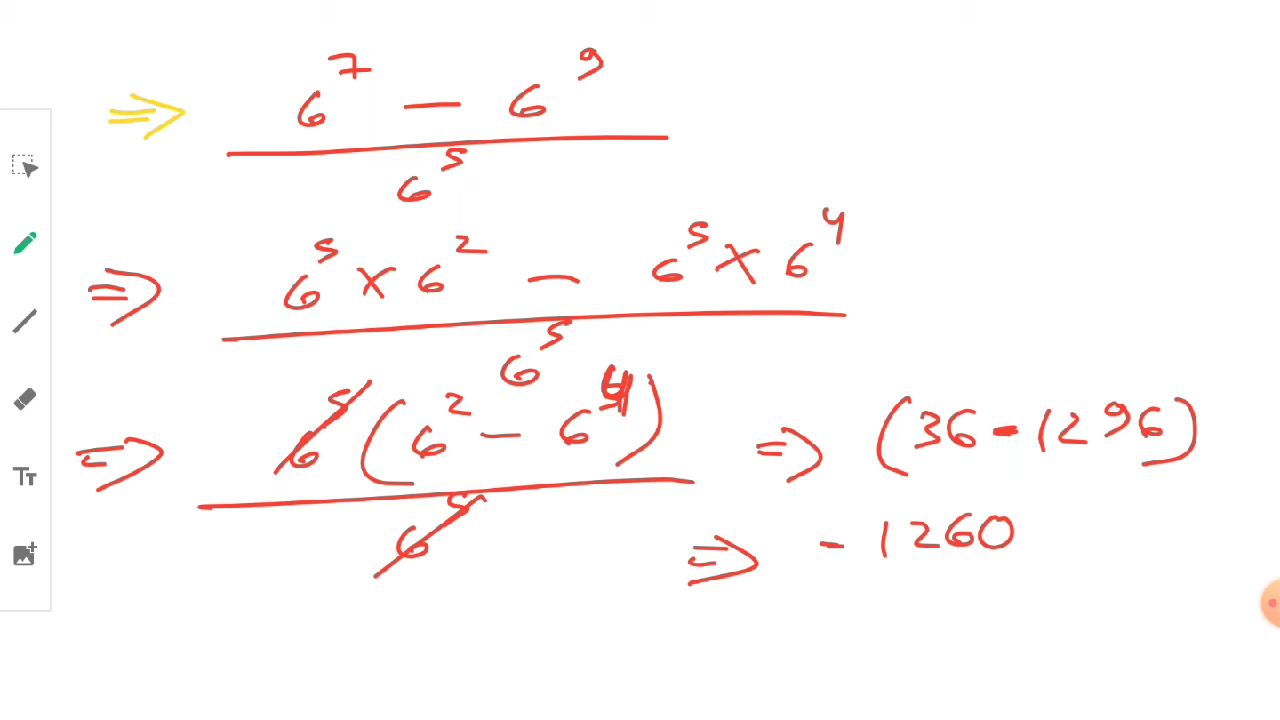 ⇒ 6^7 − 6^9
6^5
⇒ 6^5 × 6^2 − 6^5 × 6^4
6^5
⇒ 6^5 (6^2 − 6^4) ⇒ (36 - 1296)
6^5 ⇒ - 1260
Tт